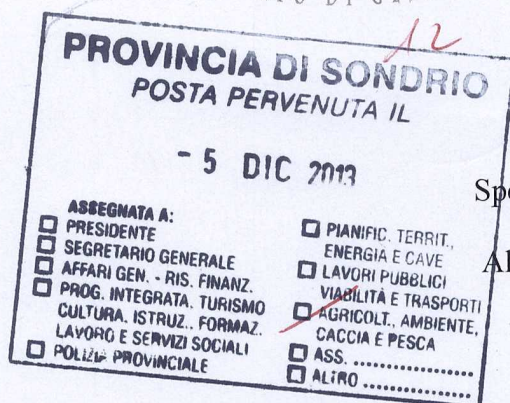 12
PROVINCIA DI SONDRIO
POSTA PERVENUTA IL
- 5 DIC 2013
ASSEGNATA A:
PRESIDENTE
SEGRETARIO GENERALE
AFFARI GEN. - RIS. FINANZ.
PROG. INTEGRATA. TURISMO
CULTURA. ISTRUZ.. FORMAZ.
LAVORO E SERVIZI SOCIALI
POLIZIA PROVINCIALE
PIANIFIC. TERRIT.,
ENERGIA E CAVE
LAVORI PUBBLICI
VIABILITÀ E TRASPORTI
AGRICOLT., AMBIENTE,
CACCIA E PESCA
ASS. ..................
ALTRO ................